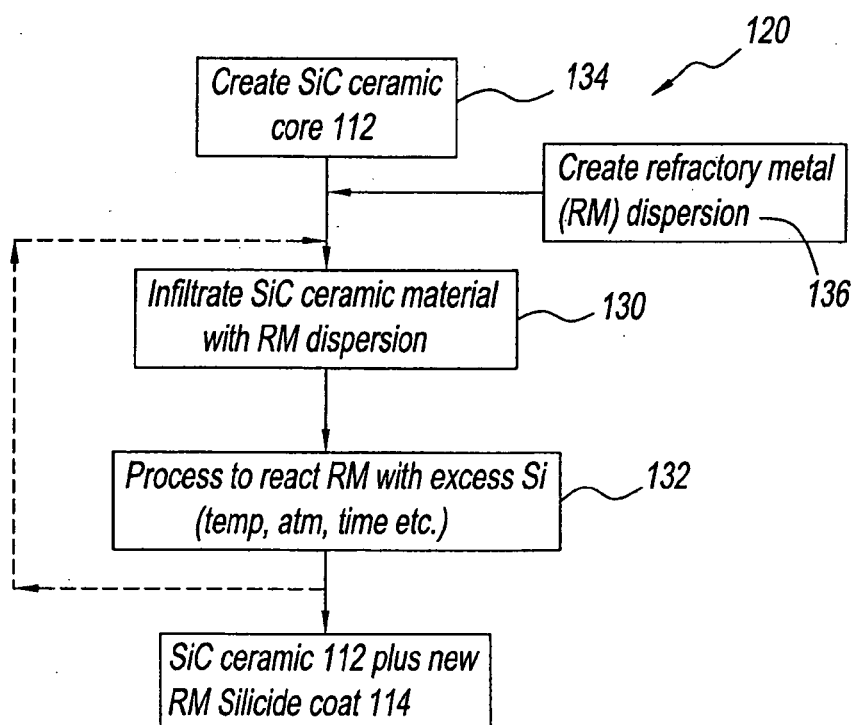 120
Create SiC ceramic
core 112
134
Create refractory metal
(RM) dispersion
136
Infiltrate SiC ceramic material
with RM dispersion
130
Process to react RM with excess Si
(temp, atm, time etc.)
132
SiC ceramic 112 plus new
RM Silicide coat 114